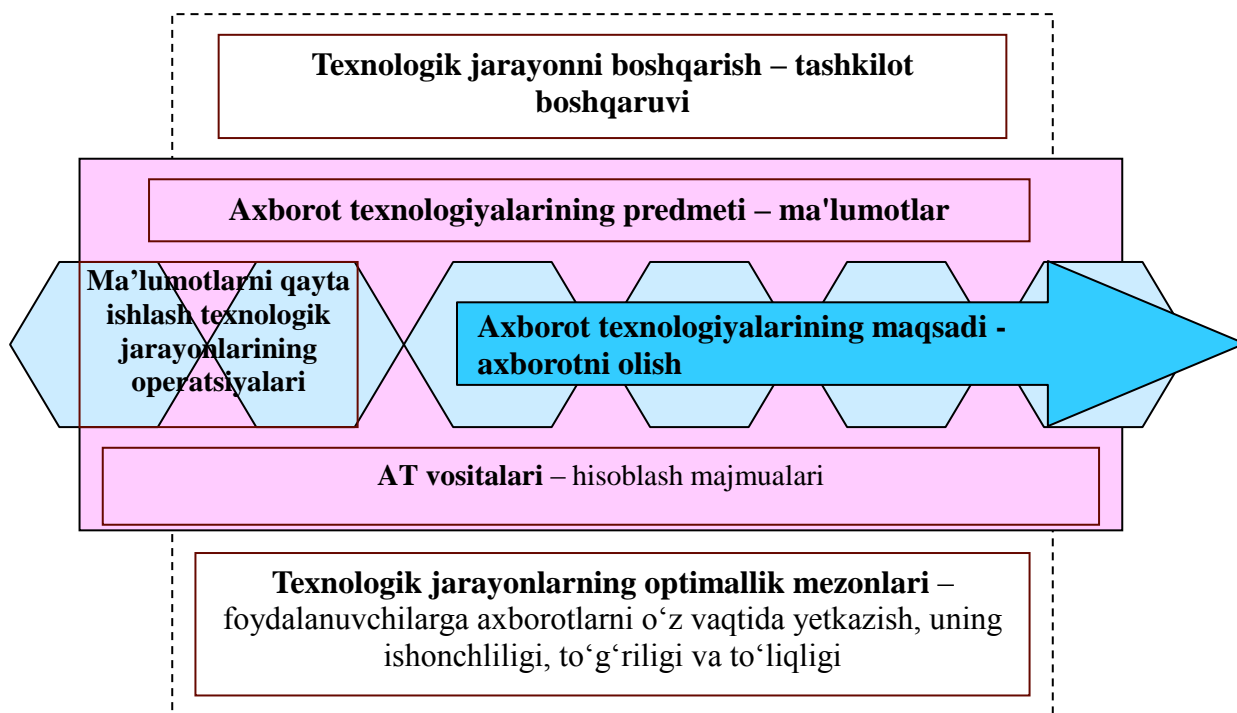 Texnologik jarayonni boshqarish – tashkilot
boshqaruvi
Axborot texnologiyalarining predmeti – ma'lumotlar
Ma’lumotlarni qayta
ishlash texnologik
jarayonlarining
operatsiyalari
Axborot texnologiyalarining maqsadi -
axborotni olish
AT vositalari – hisoblash majmualari
Texnologik jarayonlarning optimallik mezonlari –
foydalanuvchilarga axborotlarni o‘z vaqtida yetkazish, uning
ishonchliligi, to‘g‘riligi va to‘liqligi